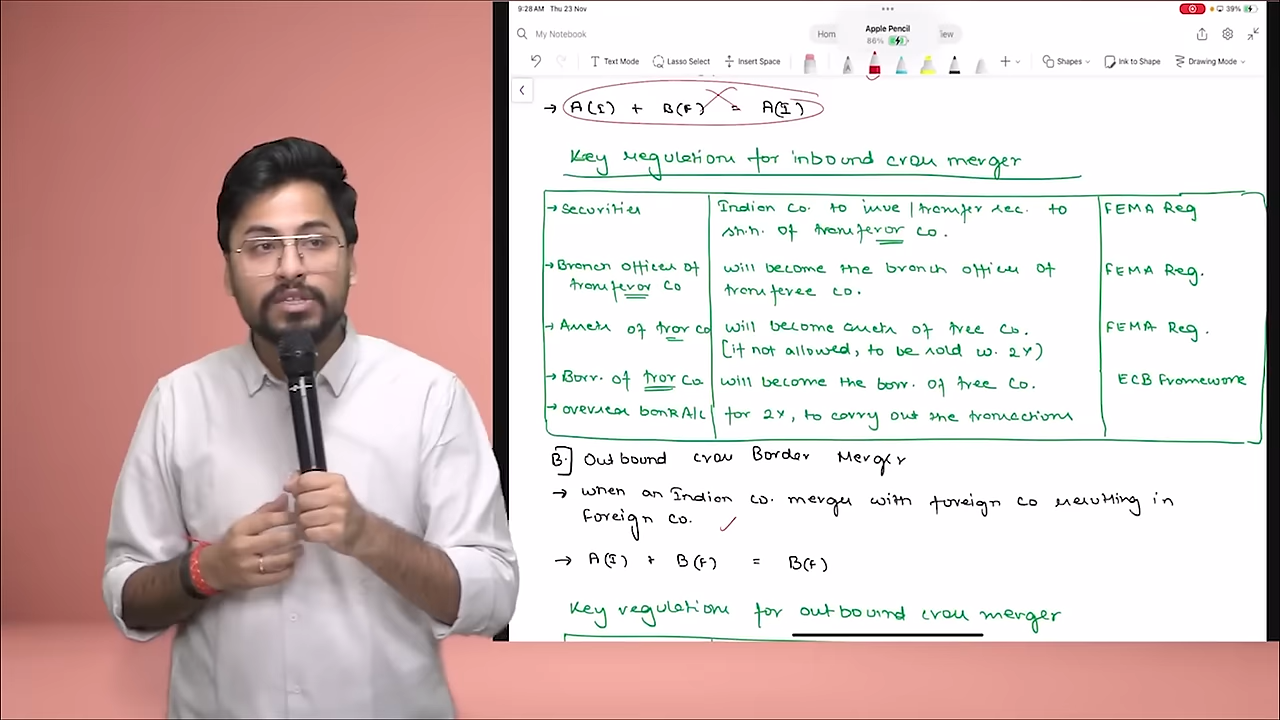 9:28 AM Thu 23 Nov
39%
My Notebook
Hom
Apple Pencil
86%
iew
Text Mode
Lasso Select
Insert Space
Shapes
Ink to Shape
Drawing Mode
→ A(I) + B(F) = A(I)
Key regulation for inbound cross merger
→ Securities
Indian Co. to issue / transfer sec. to
sh.h. of transferor co.
FEMA Reg
→ Branch offices of
transferor Co
will become the branch offices of
transferee co.
FEMA Reg.
→ Assets of tror co
will become assets of tree Co.
[if not allowed, to be sold w. 2Y)
FEMA Reg.
→ Borr. of tror Co
will become the borr. of tree Co.
ECB Framework
→ overseas bank A/c
for 2Y, to carry out the transactions
B.] Outbound cross Border Merger
→ when an Indian co. merges with foreign co resulting in
Foreign Co.
→ A(I) + B(F) = B(F)
Key regulations for outbound cross merger